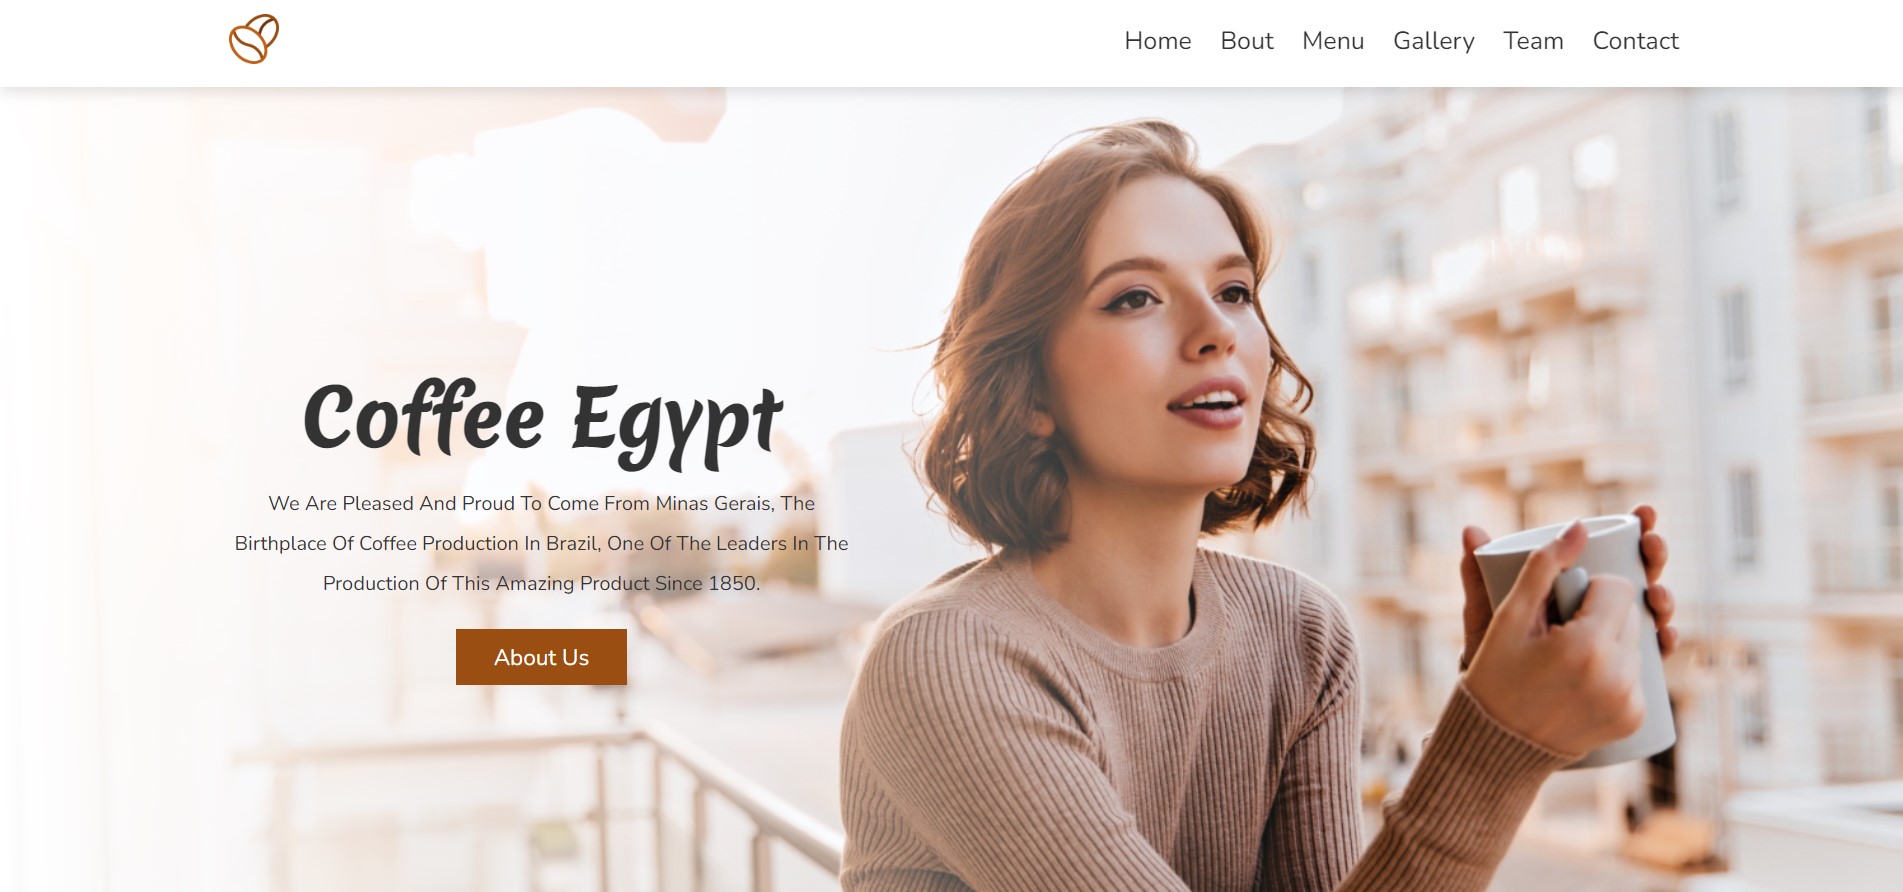 Home Bout Menu Gallery Team Contact
Coffee Egypt
We Are Pleased And Proud To Come From Minas Gerais, The
Birthplace Of Coffee Production In Brazil, One Of The Leaders In The
Production Of This Amazing Product Since 1850.
About Us